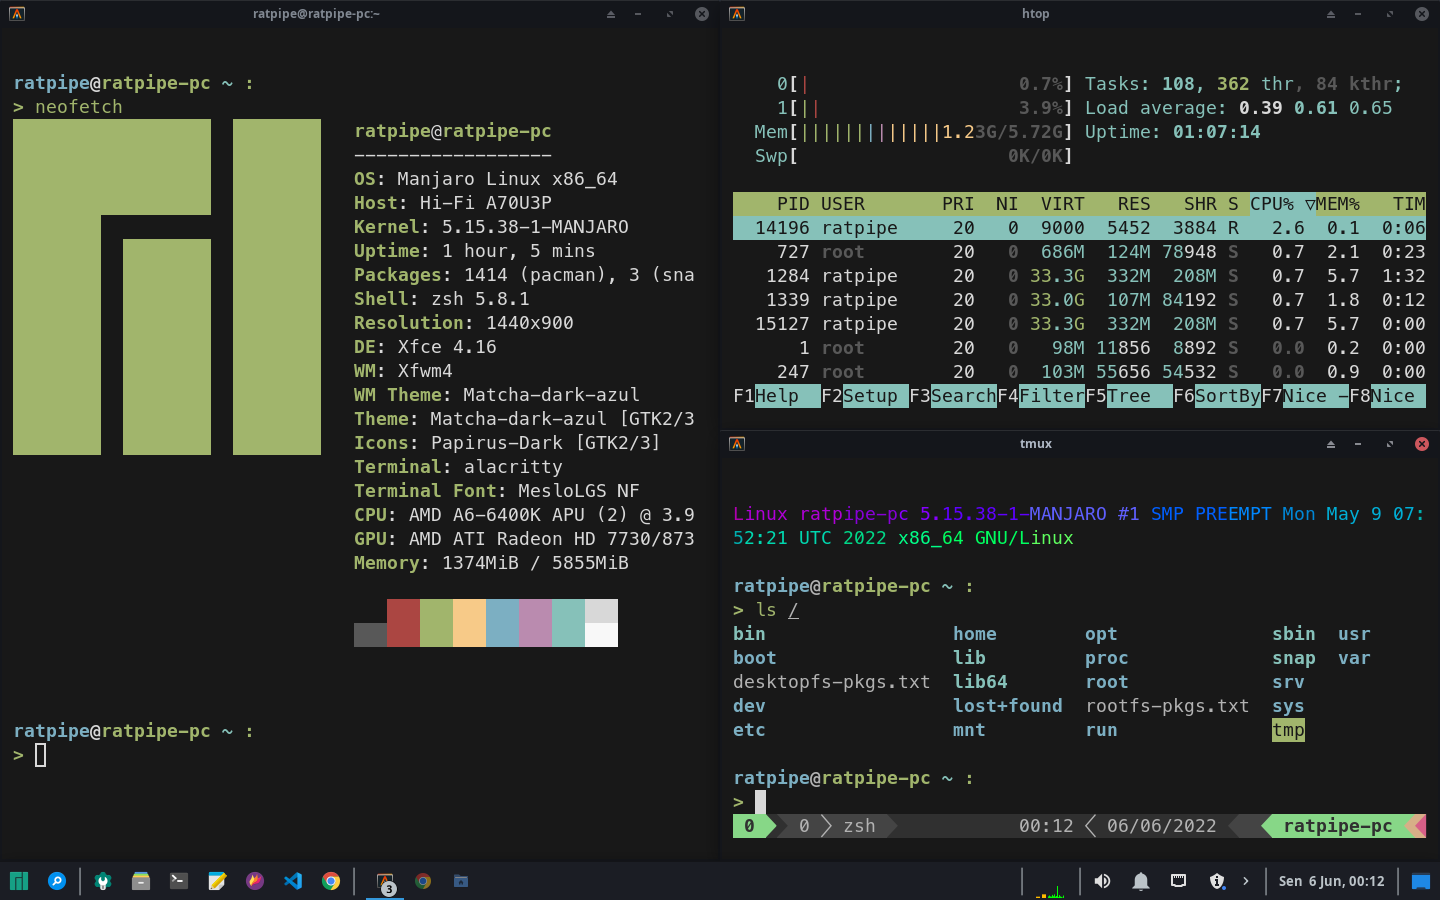 ratpipe@ratpipe-pc:~
ratpipe@ratpipe-pc ~ :
> neofetch
ratpipe@ratpipe-pc
------------------
OS: Manjaro Linux x86_64
Host: Hi-Fi A70U3P
Kernel: 5.15.38-1-MANJARO
Uptime: 1 hour, 5 mins
Packages: 1414 (pacman), 3 (sna
Shell: zsh 5.8.1
Resolution: 1440x900
DE: Xfce 4.16
WM: Xfwm4
WM Theme: Matcha-dark-azul
Theme: Matcha-dark-azul [GTK2/3
Icons: Papirus-Dark [GTK2/3]
Terminal: alacritty
Terminal Font: MesloLGS NF
CPU: AMD A6-6400K APU (2) @ 3.9
GPU: AMD ATI Radeon HD 7730/873
Memory: 1374MiB / 5855MiB
ratpipe@ratpipe-pc ~ :
>
htop
0[| 0.7%] Tasks: 108, 362 thr, 84 kthr;
1[|| 3.9%] Load average: 0.39 0.61 0.65
Mem[|||||||||||||1.23G/5.72G] Uptime: 01:07:14
Swp[ 0K/0K]
PID USER PRI NI VIRT RES SHR S CPU% ▽MEM% TIM
14196 ratpipe 20 0 9000 5452 3884 R 2.6 0.1 0:06
727 root 20 0 686M 124M 78948 S 0.7 2.1 0:23
1284 ratpipe 20 0 33.3G 332M 208M S 0.7 5.7 1:32
1339 ratpipe 20 0 33.0G 107M 84192 S 0.7 1.8 0:12
15127 ratpipe 20 0 33.3G 332M 208M S 0.7 5.7 0:00
1 root 20 0 98M 11856 8892 S 0.0 0.2 0:00
247 root 20 0 103M 55656 54532 S 0.0 0.9 0:00
F1Help F2Setup F3SearchF4FilterF5Tree F6SortByF7Nice -F8Nice
tmux
Linux ratpipe-pc 5.15.38-1-MANJARO #1 SMP PREEMPT Mon May 9 07:
52:21 UTC 2022 x86_64 GNU/Linux
ratpipe@ratpipe-pc ~ :
> ls /
bin home opt sbin usr
boot lib proc snap var
desktopfs-pkgs.txt lib64 root srv
dev lost+found rootfs-pkgs.txt sys
etc mnt run tmp
ratpipe@ratpipe-pc ~ :
>
0 0 zsh 00:12 06/06/2022 ratpipe-pc
3 Sen 6 Jun, 00:12